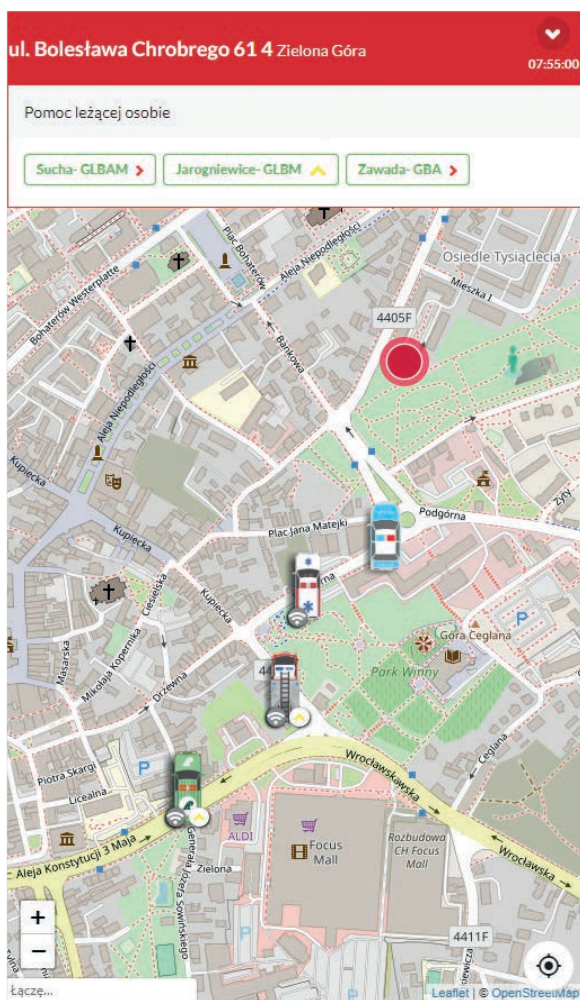 ul. Bolesława Chrobrego 61 4 Zielona Góra
07:55:00
Pomoc leżącej osobie
Sucha- GLBAM
Jarogniewice- GLBM
Zawada- GBA
Plac Bohaterów
Aleja Niepodległości
Osiedle Tysiąclecia
Bohaterów Westerplatte
Mieszka I
4405F
Bankowa
Aleja Niepodległości
Kupiecka
Żyty
Podgórna
Plac Jana Matejki
Kupiecka
Ciesielska
Kupiecka
P
Góra Ceglana
Masarska
Mikołaja Kopernika
Park Winny
Drzewna
Ceglana
P
Wrocławska
Piotra Skargi
Licealna
ALDI
Focus
Mall
Rozbudowa
CH Focus
Mall
Wrocławska
Aleja Konstytucji 3 Maja
Generała Józefa Sowińskiego
Zielona
+
P
4411F
−
Łączę...
P
Leaflet | © OpenStreetMap